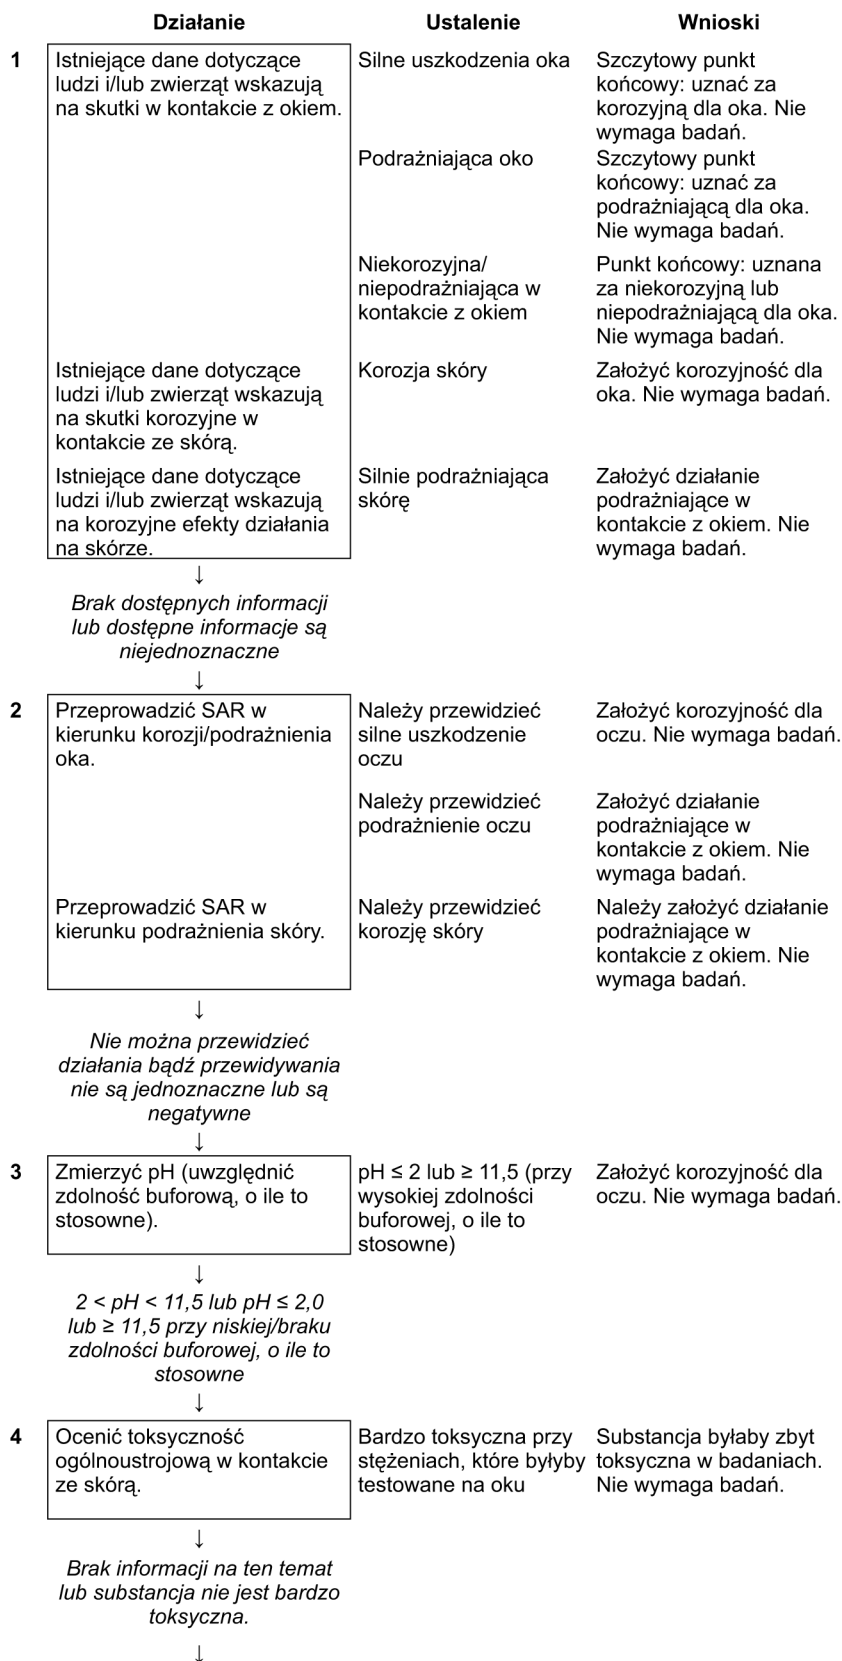 Działanie Ustalenie Wnioski
1 Istniejące dane dotyczące Silne uszkodzenia oka Szczytowy punkt
ludzi i/lub zwierząt wskazują końcowy: uznać za
na skutki w kontakcie z okiem. korozyjną dla oka. Nie
wymaga badań.
Podrażniająca oko Szczytowy punkt
końcowy: uznać za
podrażniającą dla oka.
Nie wymaga badań.
Niekorozyjna/ Punkt końcowy: uznana
niepodrażniająca w za niekorozyjną lub
kontakcie z okiem niepodrażniającą dla oka.
Nie wymaga badań.
Istniejące dane dotyczące Korozja skóry Założyć korozyjność dla
ludzi i/lub zwierząt wskazują oka. Nie wymaga badań.
na skutki korozyjne w
kontakcie ze skórą.
Istniejące dane dotyczące Silnie podrażniająca Założyć działanie
ludzi i/lub zwierząt wskazują skórę podrażniające w
na korozyjne efekty działania kontakcie z okiem. Nie
na skórze. wymaga badań.
↓
Brak dostępnych informacji
lub dostępne informacje są
niejednoznaczne
↓
2 Przeprowadzić SAR w Należy przewidzieć Założyć korozyjność dla
kierunku korozji/podrażnienia silne uszkodzenie oczu. Nie wymaga badań.
oka. oczu
Należy przewidzieć Założyć działanie
podrażnienie oczu podrażniające w
kontakcie z okiem. Nie
wymaga badań.
Przeprowadzić SAR w Należy przewidzieć Należy założyć działanie
kierunku podrażnienia skóry. korozję skóry podrażniające w
kontakcie z okiem. Nie
wymaga badań.
↓
Nie można przewidzieć
działania bądź przewidywania
nie są jednoznaczne lub są
negatywne
↓
3 Zmierzyć pH (uwzględnić pH ≤ 2 lub ≥ 11,5 (przy Założyć korozyjność dla
zdolność buforową, o ile to wysokiej zdolności oczu. Nie wymaga badań.
stosowne). buforowej, o ile to
stosowne)
↓
2 < pH < 11,5 lub pH ≤ 2,0
lub ≥ 11,5 przy niskiej/braku
zdolności buforowej, o ile to
stosowne
↓
4 Ocenić toksyczność Bardzo toksyczna przy Substancja byłaby zbyt
ogólnoustrojową w kontakcie stężeniach, które byłyby toksyczna w badaniach.
ze skórą. testowane na oku Nie wymaga badań.
↓
Brak informacji na ten temat
lub substancja nie jest bardzo
toksyczna.
↓